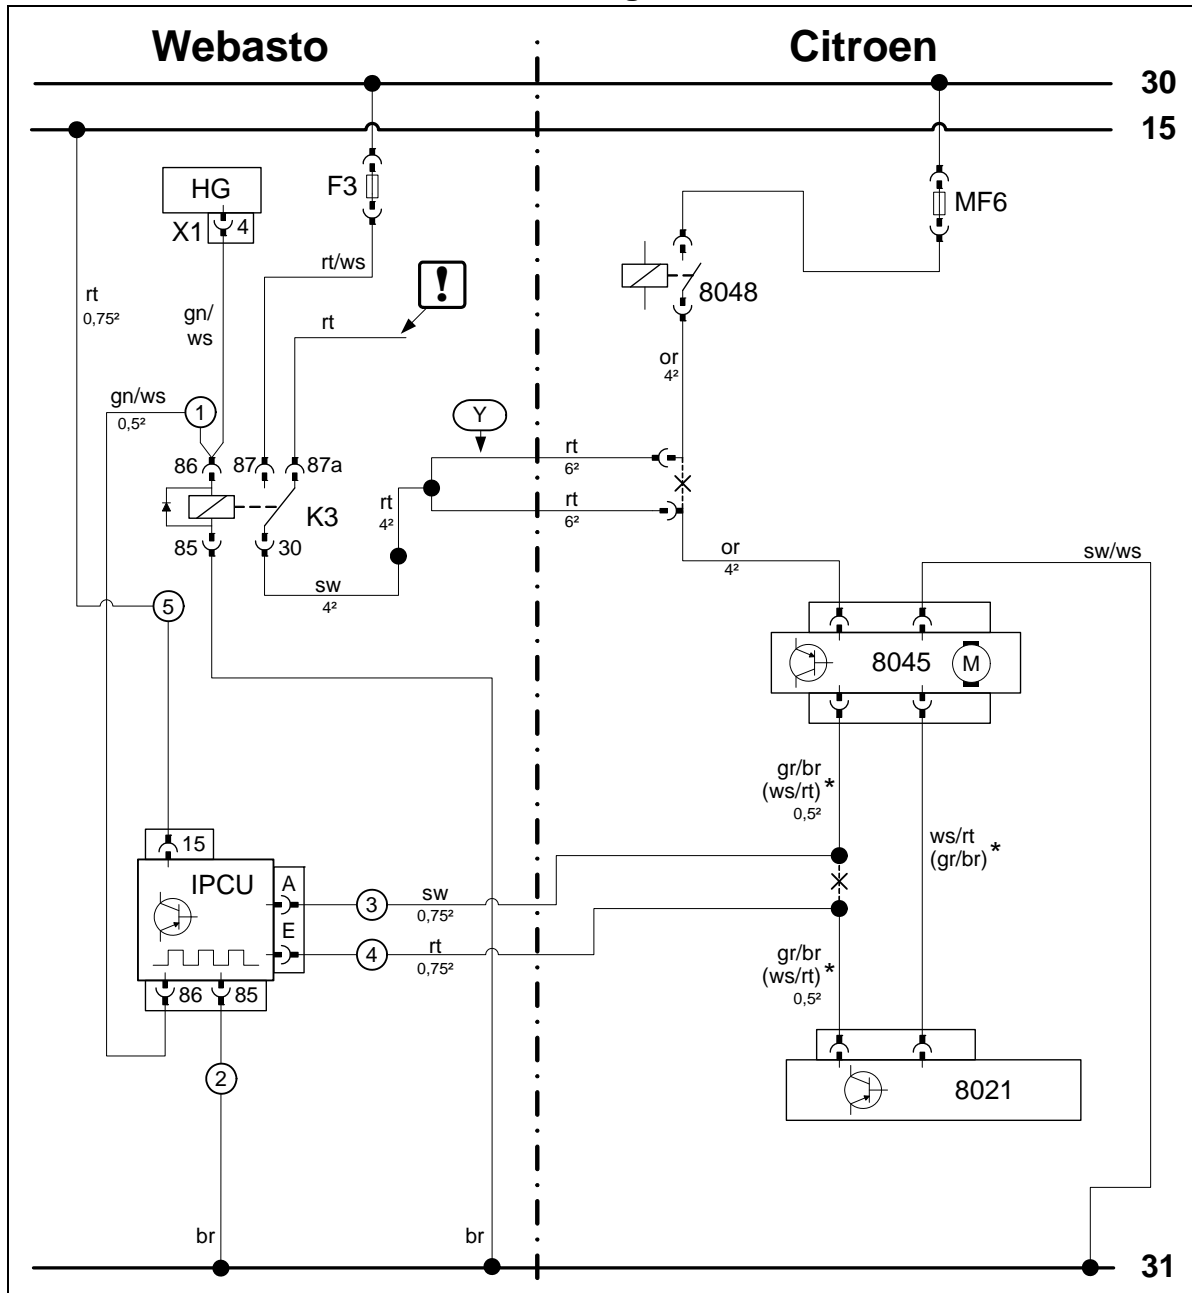 Webasto
Citroen
30
15
HG
X1
4
F3
MF6
8048
rt/ws
rt
0,75²
gn/
ws
!
rt
or
4²
gn/ws
0,5²
1
Y
86
87
87a
rt
6²
rt
4²
rt
6²
K3
85
30
sw
4²
or
4²
sw/ws
5
8045
M
gr/br
(ws/rt)*
0,5²
ws/rt
(gr/br)*
15
IPCU
A
E
3
sw
0,75²
4
rt
0,75²
gr/br
(ws/rt)*
0,5²
86
85
2
8021
br
br
31